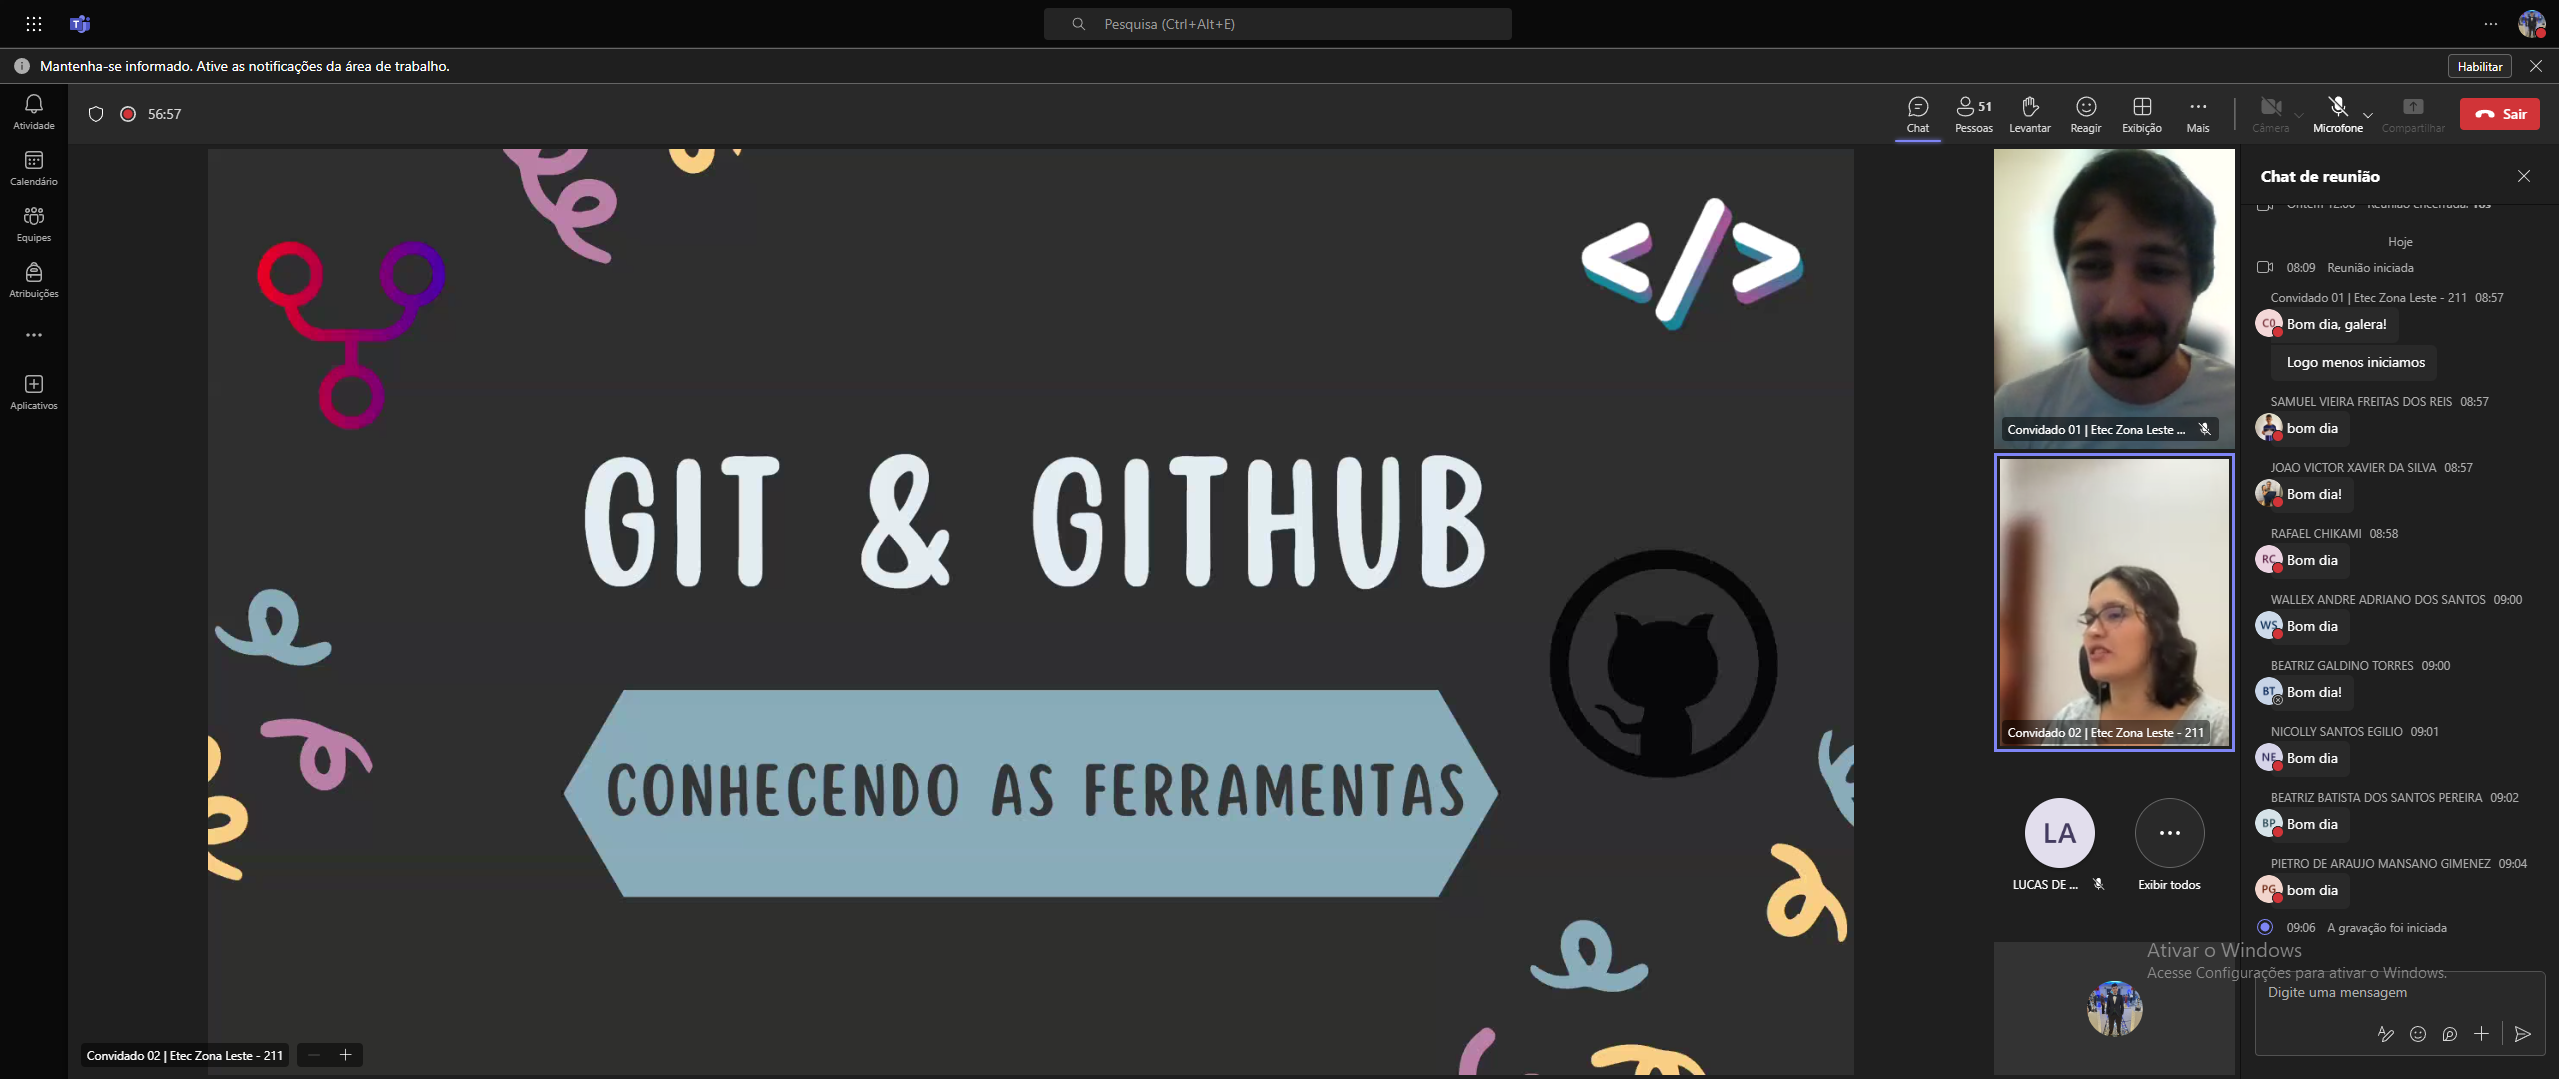 Pesquisa (Ctrl+Alt+E)
Mantenha-se informado. Ative as notificações da área de trabalho.
Habilitar
Atividade
Calendário
Equipes
Atribuições
Aplicativos
56:57
Chat
51
Pessoas
Levantar
Reagir
Exibição
Mais
Câmera
Microfone
Compartilhar
Sair
</>
GIT & GITHUB
CONHECENDO AS FERRAMENTAS
Convidado 02 | Etec Zona Leste - 211
Convidado 01 | Etec Zona Leste ...
Convidado 02 | Etec Zona Leste - 211
LA
LUCAS DE ...
Exibir todos
Chat de reunião
Ontem 12:00 Reunião encerrada:
Hoje
08:09 Reunião iniciada
Convidado 01 | Etec Zona Leste - 211 08:57
C0
Bom dia, galera!
Logo menos iniciamos
SAMUEL VIEIRA FREITAS DOS REIS 08:57
bom dia
JOAO VICTOR XAVIER DA SILVA 08:57
Bom dia!
RAFAEL CHIKAMI 08:58
RC
Bom dia
WALLEX ANDRE ADRIANO DOS SANTOS 09:00
WS
Bom dia
BEATRIZ GALDINO TORRES 09:00
BT
Bom dia!
NICOLLY SANTOS EGILIO 09:01
NE
Bom dia
BEATRIZ BATISTA DOS SANTOS PEREIRA 09:02
BP
Bom dia
PIETRO DE ARAUJO MANSANO GIMENEZ 09:04
PG
bom dia
09:06 A gravação foi iniciada
Ativar o Windows
Acesse Configurações para ativar o Windows.
Digite uma mensagem